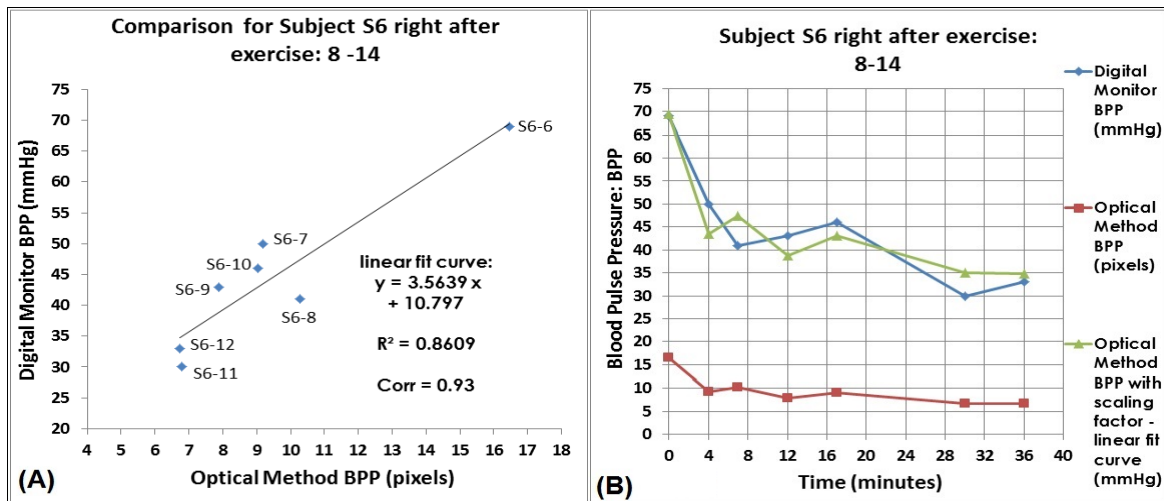 Comparison for Subject S6 right after
exercise: 8 -14
Digital Monitor BPP (mmHg)
75
70
65
60
55
50
45
40
35
30
25
20
S6-6
S6-7
S6-10
S6-9
S6-8
S6-12
S6-11
linear fit curve:
y = 3.5639 x
+ 10.797
R² = 0.8609
Corr = 0.93
4 5 6 7 8 9 10 11 12 13 14 15 16 17 18
Optical Method BPP (pixels)
(A)
Subject S6 right after exercise:
8-14
Blood Pulse Pressure: BPP
75
70
65
60
55
50
45
40
35
30
25
20
15
10
5
0
0 4 8 12 16 20 24 28 32 36 40
Time (minutes)
(B)
Digital
Monitor
BPP
(mmHg)
Optical
Method
BPP
(pixels)
Optical
Method
BPP with
scaling
factor -
linear fit
curve
(mmHg)